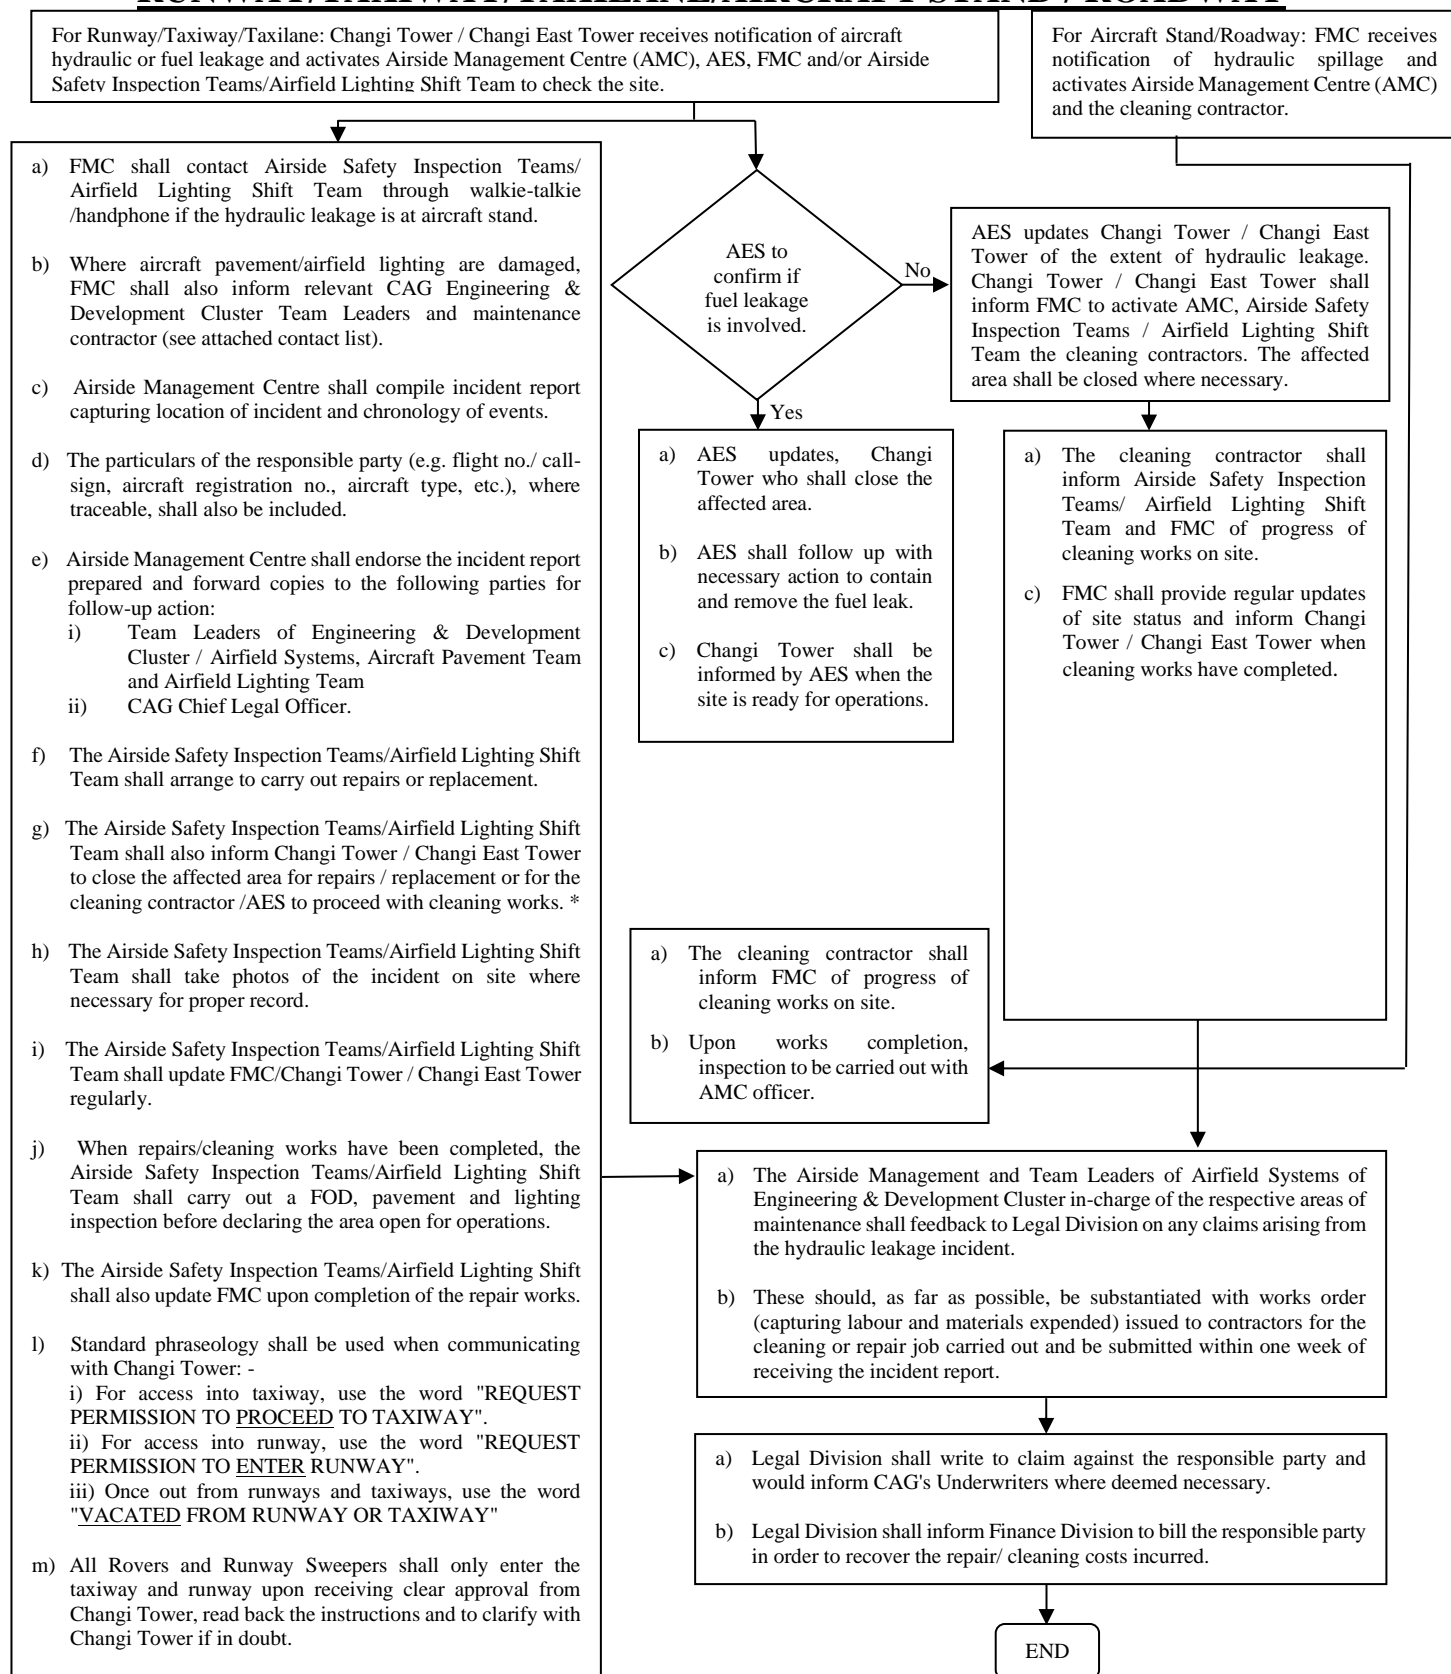 RUNWAY/TAXIWAY/TAXILANE/AIRCRAFT STAND / ROADWAY
For Runway/Taxiway/Taxilane: Changi Tower / Changi East Tower receives notification of aircraft
hydraulic or fuel leakage and activates Airside Management Centre (AMC), AES, FMC and/or Airside
Safety Inspection Teams/Airfield Lighting Shift Team to check the site.
For Aircraft Stand/Roadway: FMC receives
notification of hydraulic spillage and
activates Airside Management Centre (AMC)
and the cleaning contractor.
a) FMC shall contact Airside Safety Inspection Teams/
Airfield Lighting Shift Team through walkie-talkie
/handphone if the hydraulic leakage is at aircraft stand.
b) Where aircraft pavement/airfield lighting are damaged,
FMC shall also inform relevant CAG Engineering &
Development Cluster Team Leaders and maintenance
contractor (see attached contact list).
c) Airside Management Centre shall compile incident report
capturing location of incident and chronology of events.
d) The particulars of the responsible party (e.g. flight no./ call-
sign, aircraft registration no., aircraft type, etc.), where
traceable, shall also be included.
e) Airside Management Centre shall endorse the incident report
prepared and forward copies to the following parties for
follow-up action:
i) Team Leaders of Engineering & Development
Cluster / Airfield Systems, Aircraft Pavement Team
and Airfield Lighting Team
ii) CAG Chief Legal Officer.
f) The Airside Safety Inspection Teams/Airfield Lighting Shift
Team shall arrange to carry out repairs or replacement.
g) The Airside Safety Inspection Teams/Airfield Lighting Shift
Team shall also inform Changi Tower / Changi East Tower
to close the affected area for repairs / replacement or for the
cleaning contractor /AES to proceed with cleaning works. *
h) The Airside Safety Inspection Teams/Airfield Lighting Shift
Team shall take photos of the incident on site where
necessary for proper record.
i) The Airside Safety Inspection Teams/Airfield Lighting Shift
Team shall update FMC/Changi Tower / Changi East Tower
regularly.
j) When repairs/cleaning works have been completed, the
Airside Safety Inspection Teams/Airfield Lighting Shift
Team shall carry out a FOD, pavement and lighting
inspection before declaring the area open for operations.
k) The Airside Safety Inspection Teams/Airfield Lighting Shift
shall also update FMC upon completion of the repair works.
l) Standard phraseology shall be used when communicating
with Changi Tower: -
i) For access into taxiway, use the word "REQUEST
PERMISSION TO PROCEED TO TAXIWAY".
ii) For access into runway, use the word "REQUEST
PERMISSION TO ENTER RUNWAY".
iii) Once out from runways and taxiways, use the word
"VACATED FROM RUNWAY OR TAXIWAY"
m) All Rovers and Runway Sweepers shall only enter the
taxiway and runway upon receiving clear approval from
Changi Tower, read back the instructions and to clarify with
Changi Tower if in doubt.
AES to
confirm if
fuel leakage
is involved.
No
Yes
AES updates Changi Tower / Changi East
Tower of the extent of hydraulic leakage.
Changi Tower / Changi East Tower shall
inform FMC to activate AMC, Airside Safety
Inspection Teams / Airfield Lighting Shift
Team the cleaning contractors. The affected
area shall be closed where necessary.
a) AES updates, Changi
Tower who shall close the
affected area.
b) AES shall follow up with
necessary action to contain
and remove the fuel leak.
c) Changi Tower shall be
informed by AES when the
site is ready for operations.
a) The cleaning contractor shall
inform Airside Safety Inspection
Teams/ Airfield Lighting Shift
Team and FMC of progress of
cleaning works on site.
c) FMC shall provide regular updates
of site status and inform Changi
Tower / Changi East Tower when
cleaning works have completed.
a) The cleaning contractor shall
inform FMC of progress of
cleaning works on site.
b) Upon works completion,
inspection to be carried out with
AMC officer.
a) The Airside Management and Team Leaders of Airfield Systems of
Engineering & Development Cluster in-charge of the respective areas of
maintenance shall feedback to Legal Division on any claims arising from
the hydraulic leakage incident.
b) These should, as far as possible, be substantiated with works order
(capturing labour and materials expended) issued to contractors for the
cleaning or repair job carried out and be submitted within one week of
receiving the incident report.
a) Legal Division shall write to claim against the responsible party and
would inform CAG's Underwriters where deemed necessary.
b) Legal Division shall inform Finance Division to bill the responsible party
in order to recover the repair/ cleaning costs incurred.
END